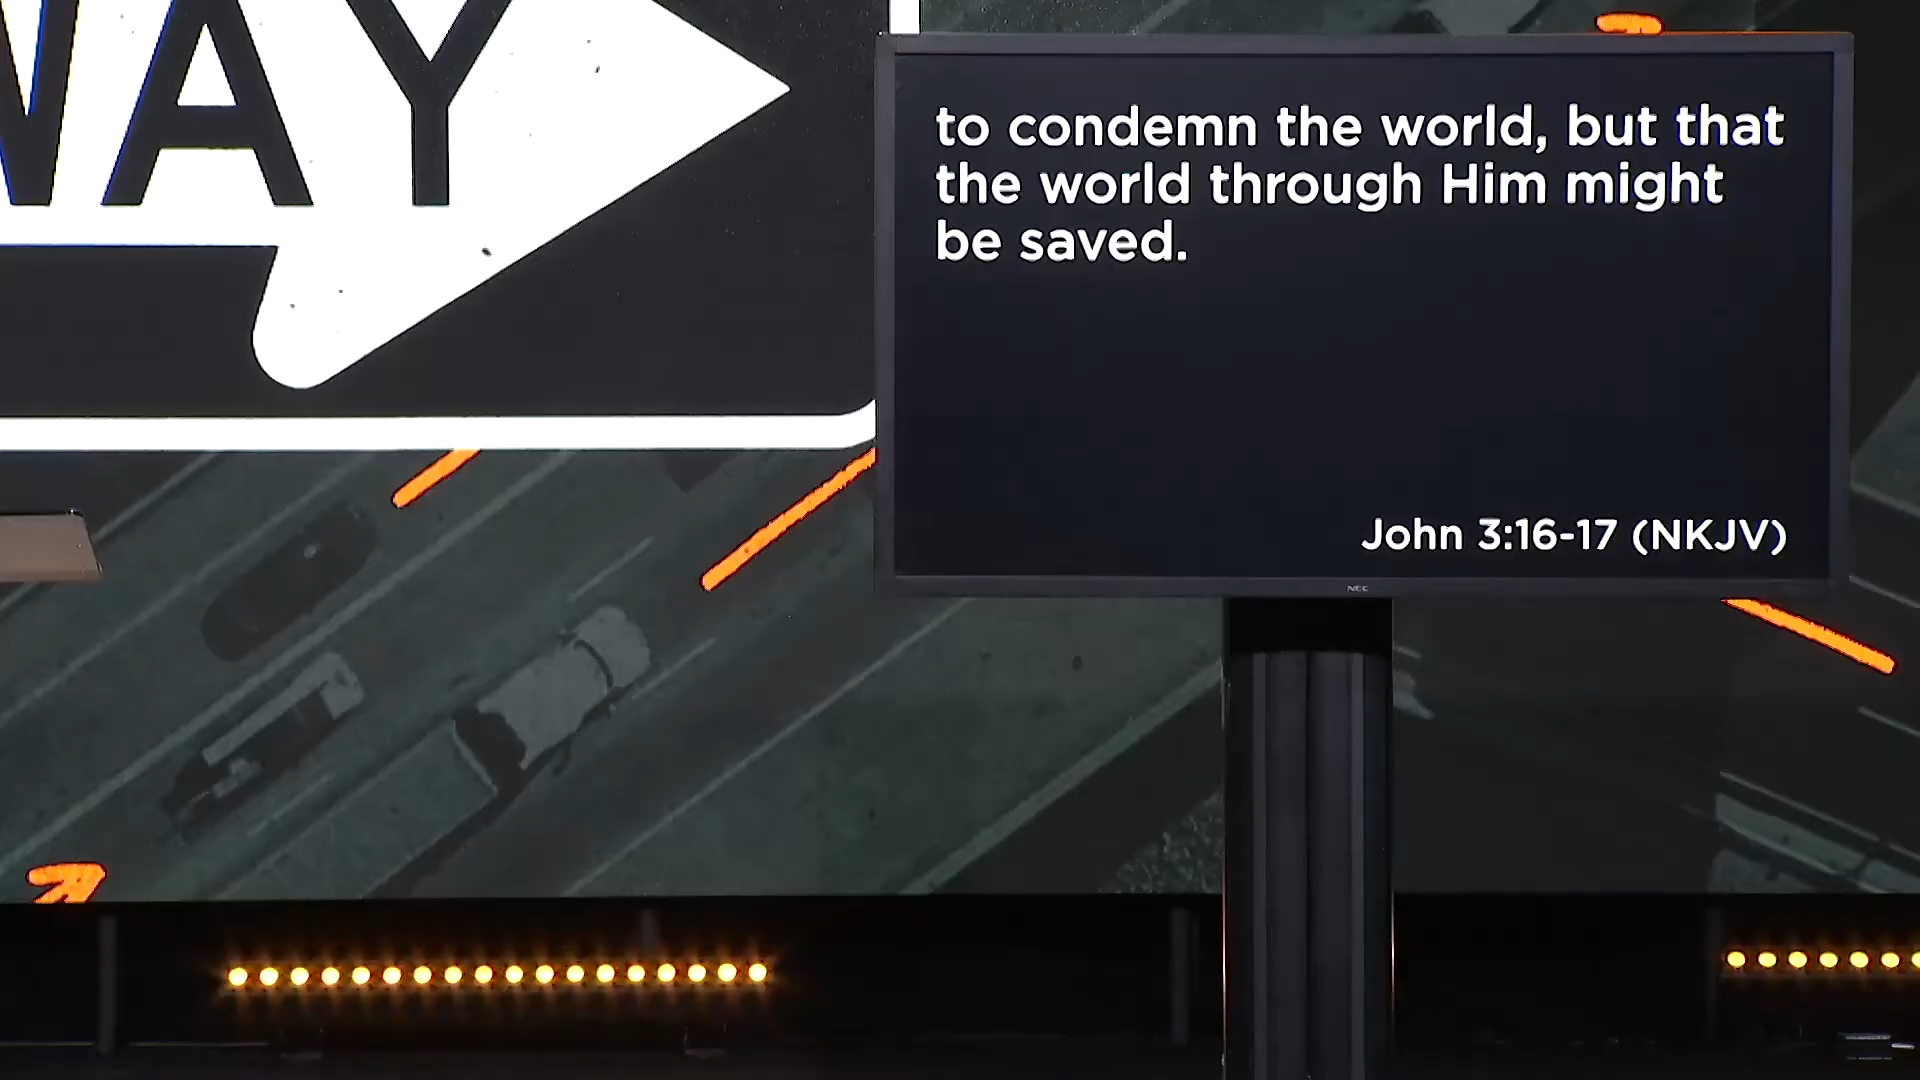 WAY
to condemn the world, but that
the world through Him might
be saved.
John 3:16-17 (NKJV)
NEC